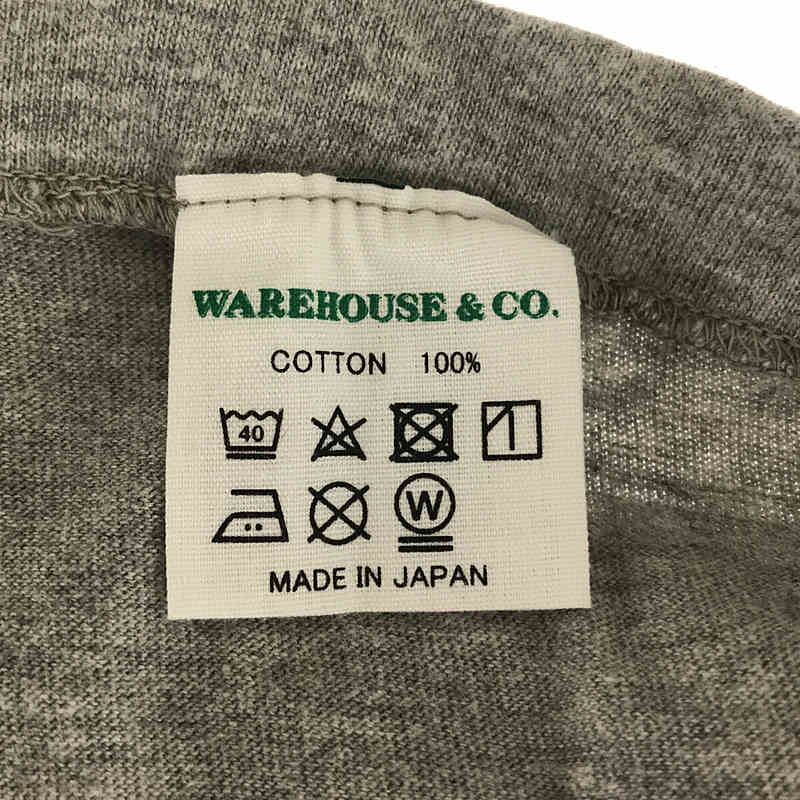 WAREHOUSE & CO.
COTTON 100%
40
W
MADE IN JAPAN